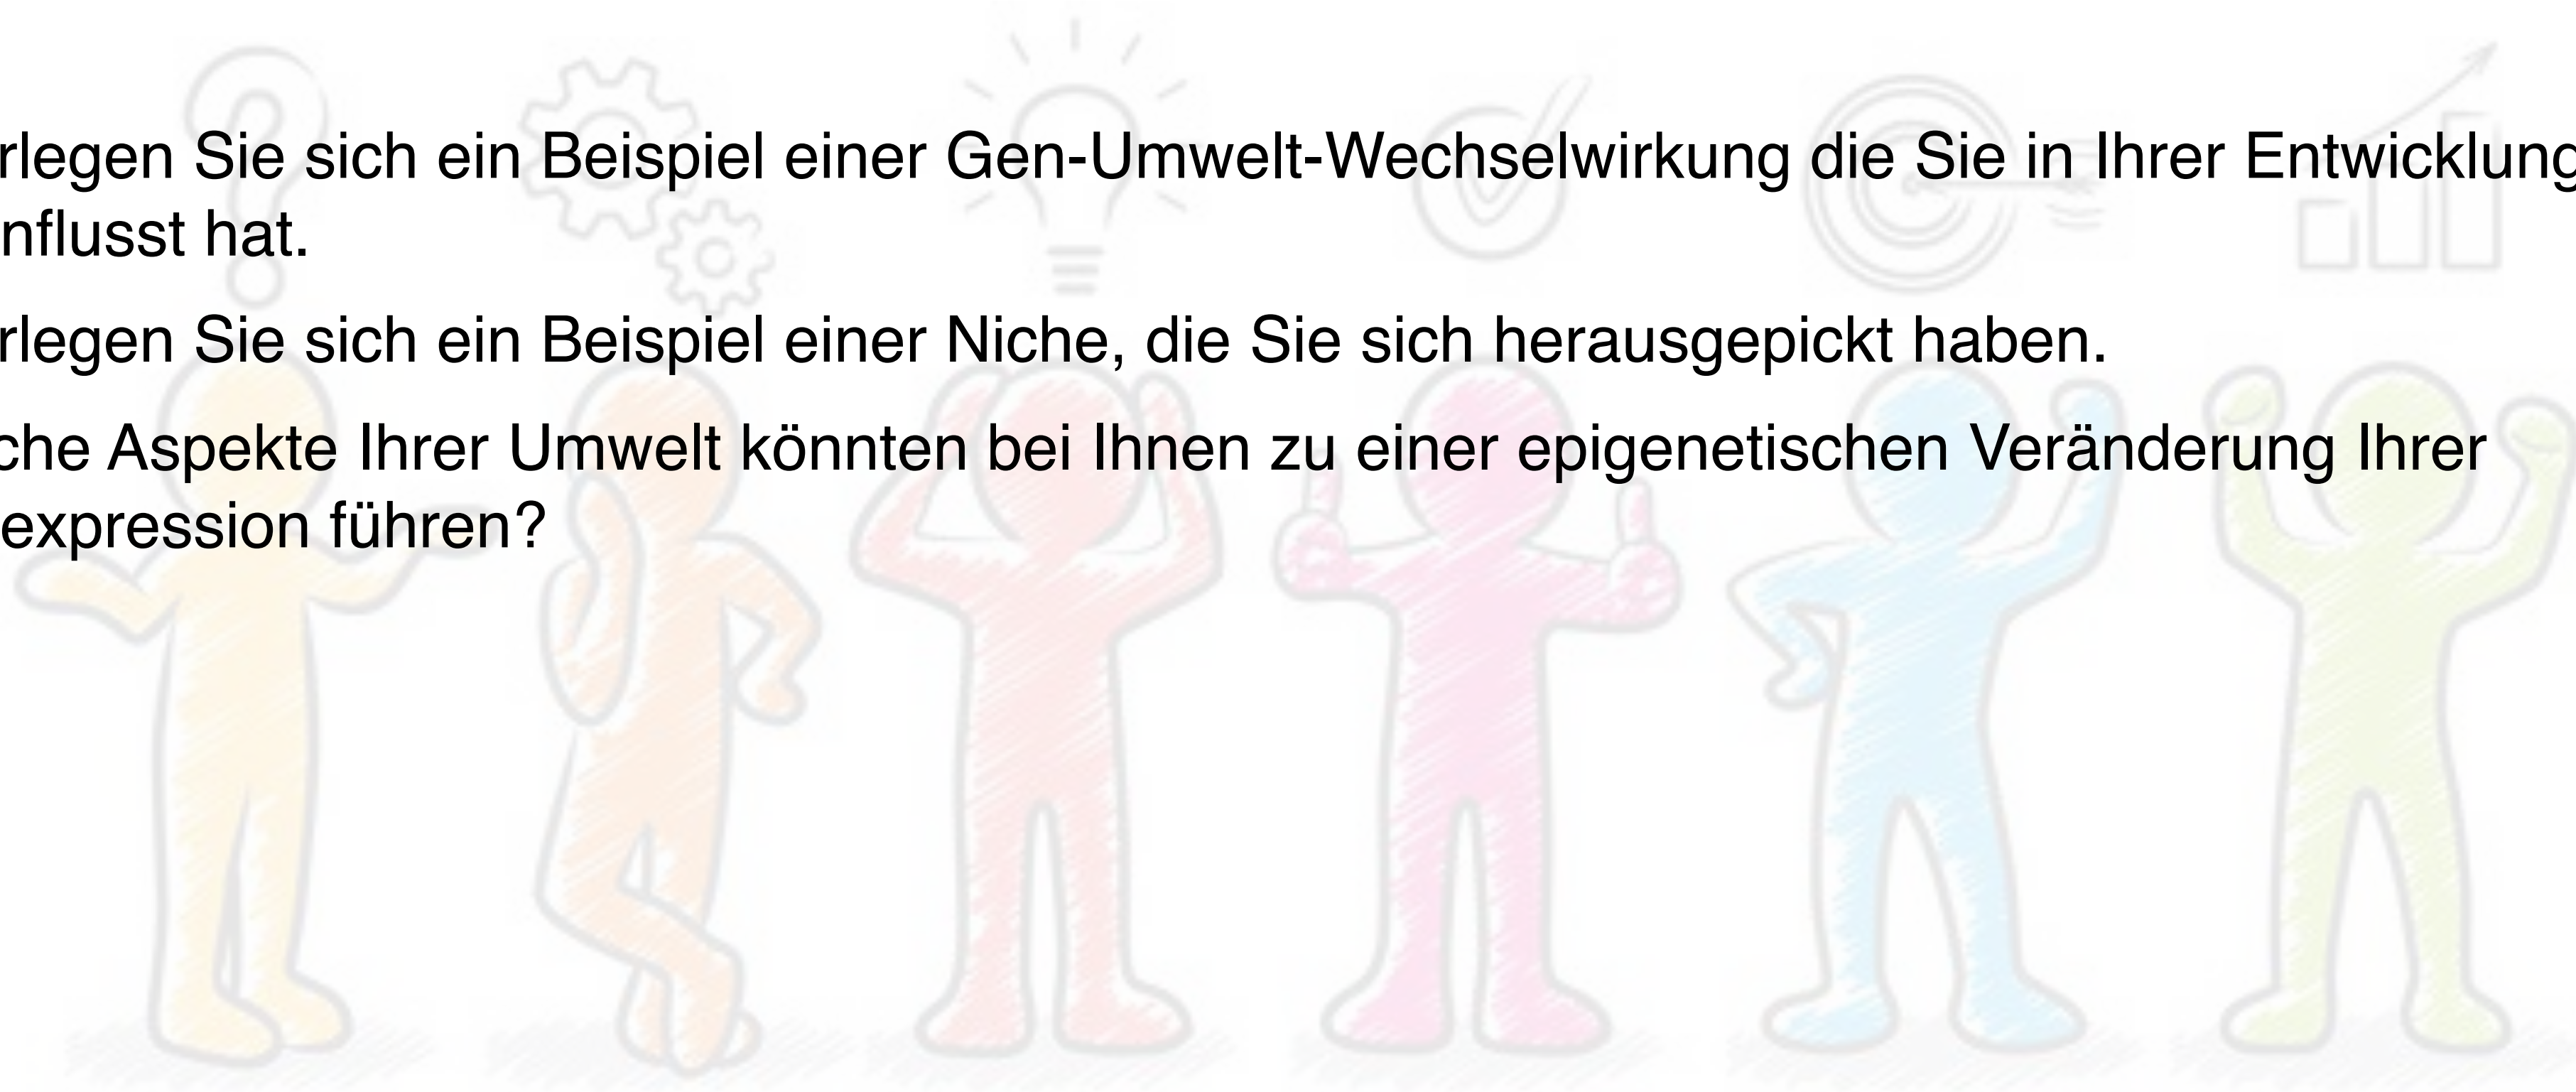 rlegen Sie sich ein Beispiel einer Gen-Umwelt-Wechselwirkung die Sie in Ihrer Entwicklung
nflusst hat.
rlegen Sie sich ein Beispiel einer Niche, die Sie sich herausgepickt haben.
che Aspekte Ihrer Umwelt könnten bei Ihnen zu einer epigenetischen Veränderung Ihrer
expression führen?